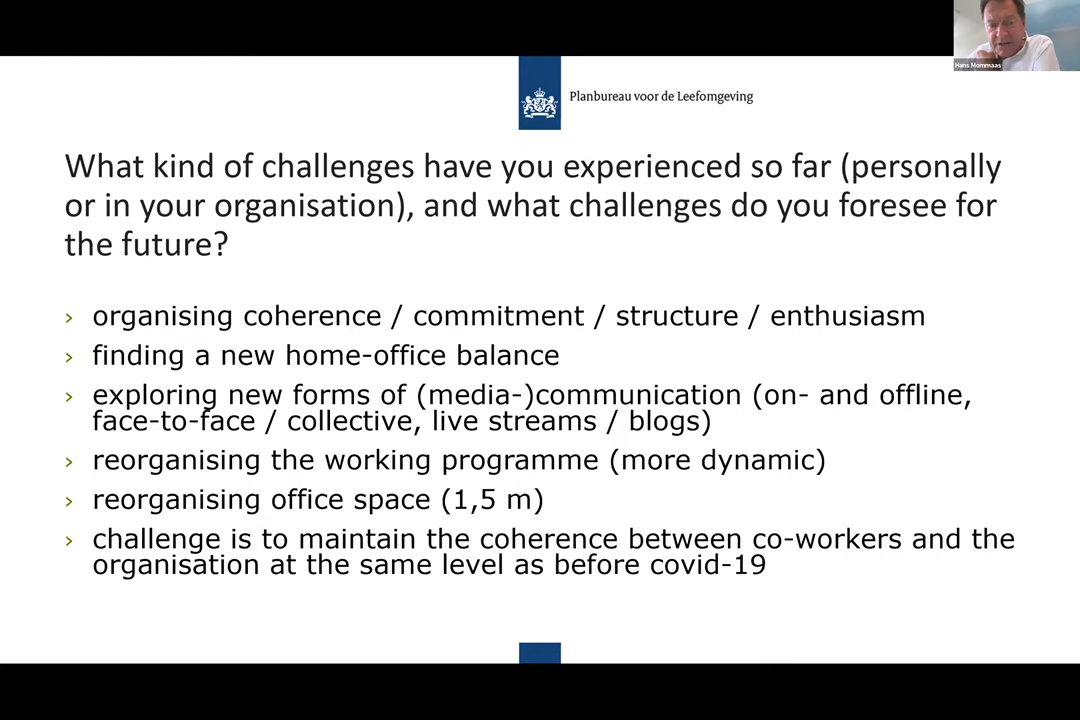 Hans Mommaas
Planbureau voor de Leefomgeving
What kind of challenges have you experienced so far (personally
or in your organisation), and what challenges do you foresee for
the future?
› organising coherence / commitment / structure / enthusiasm
› finding a new home-office balance
› exploring new forms of (media-)communication (on- and offline,
face-to-face / collective, live streams / blogs)
› reorganising the working programme (more dynamic)
› reorganising office space (1,5 m)
› challenge is to maintain the coherence between co-workers and the
organisation at the same level as before covid-19